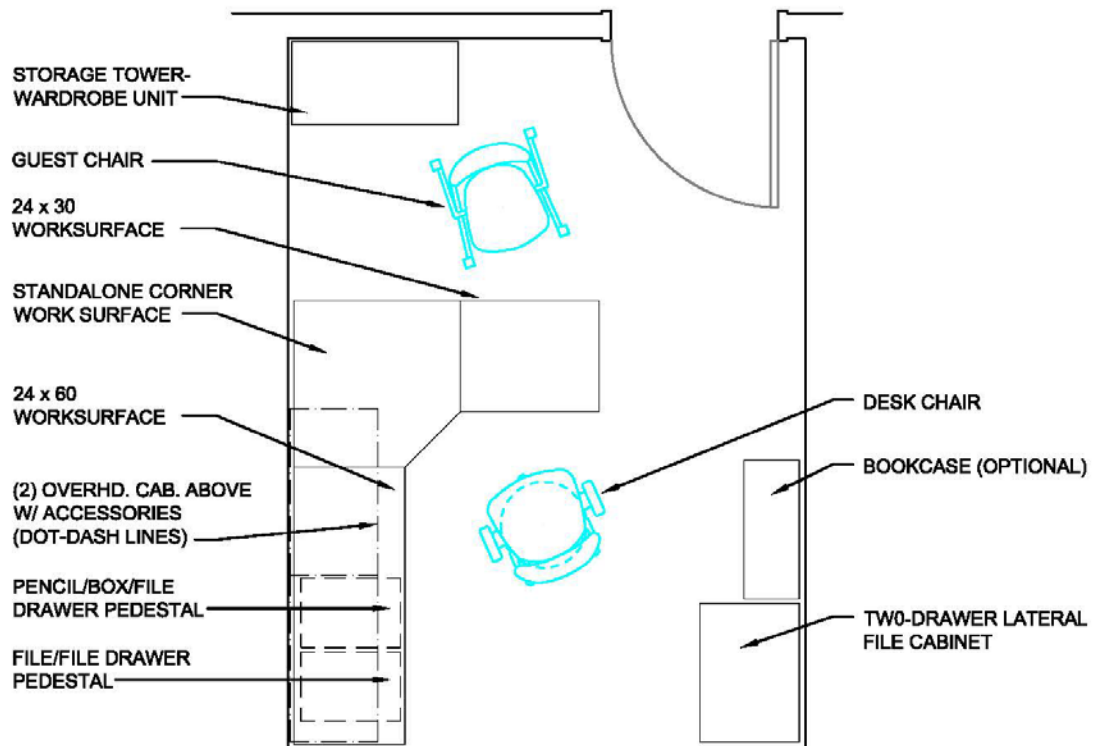 STORAGE TOWER-
WARDROBE UNIT
GUEST CHAIR
24 x 30
WORKSURFACE
STANDALONE CORNER
WORK SURFACE
24 x 60
WORKSURFACE
(2) OVERHD. CAB. ABOVE
W/ ACCESSORIES
(DOT-DASH LINES)
PENCIL/BOX/FILE
DRAWER PEDESTAL
FILE/FILE DRAWER
PEDESTAL
DESK CHAIR
BOOKCASE (OPTIONAL)
TW0-DRAWER LATERAL
FILE CABINET